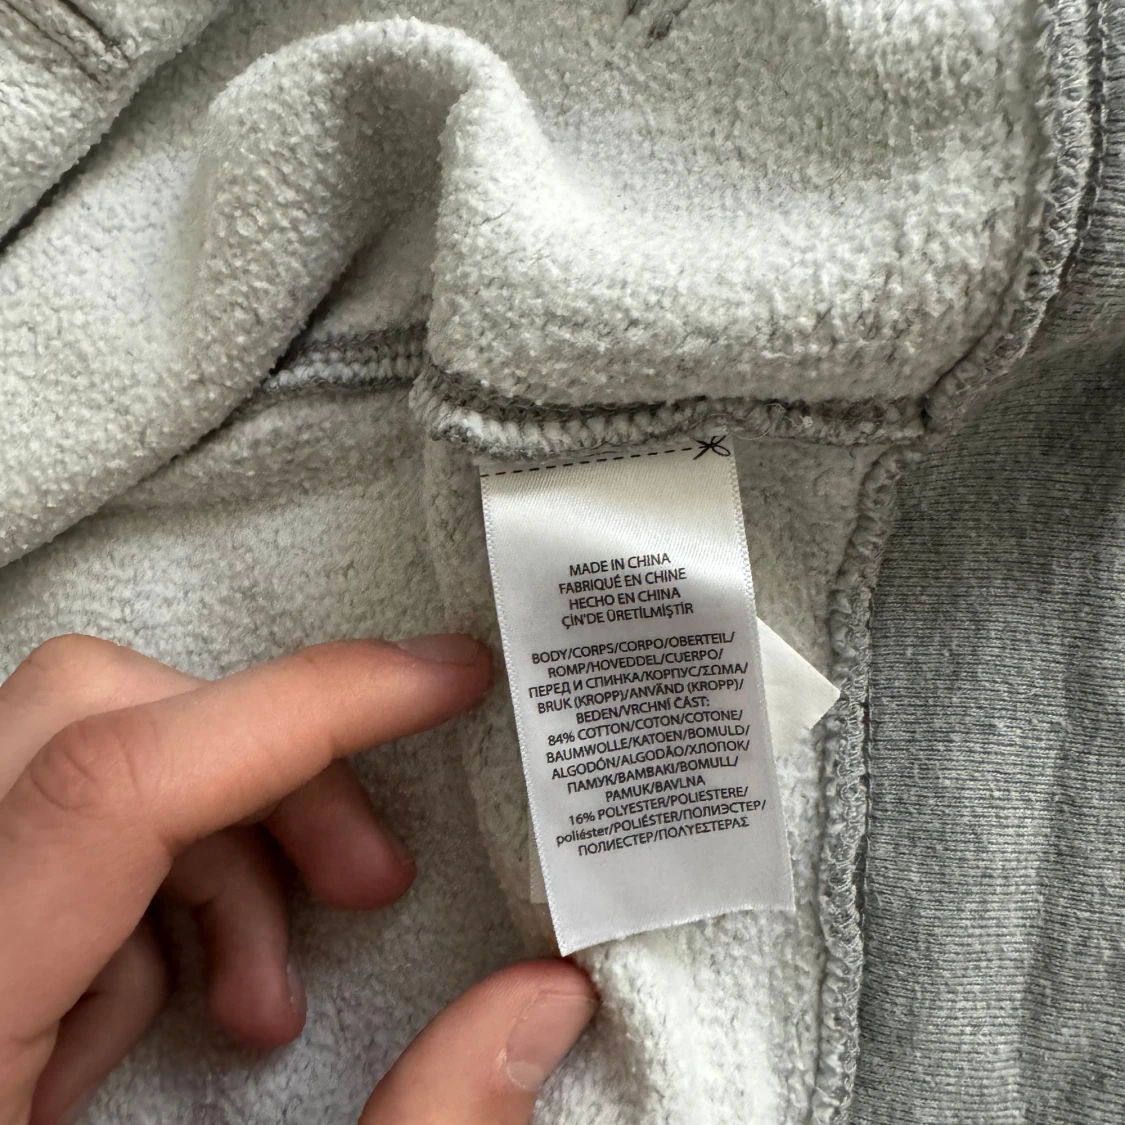 MADE IN CHINA
FABRIQUÉ EN CHINE
HECHO EN CHINA
ÇİN'DE ÜRETİLMİŞTİR
BODY/CORPS/CORPO/OBERTEIL/
ROMP/HOVEDDEL/CUERPO/
ПЕРЕД И СПИНКА/КОРПУС/ΣΩΜΑ/
BRUK (KROPP)/ANVÄND (KROPP)/
BEDEN/VRCHNÍ ČÁST:
84% COTTON/COTON/COTONE/
BAUMWOLLE/KATOEN/BOMULD/
ALGODÓN/ALGODÃO/ХЛОПОК/
ПАМУК/ΒΑΜΒΑΚΙ/BOMULL/
PAMUK/BAVLNA
16% POLYESTER/POLIESTERE/
poliéster/POLIÉSTER/ПОЛИЭСТЕР/
ПОЛИЕСТЕР/ΠΟΛΥΕΣΤΕΡΑΣ